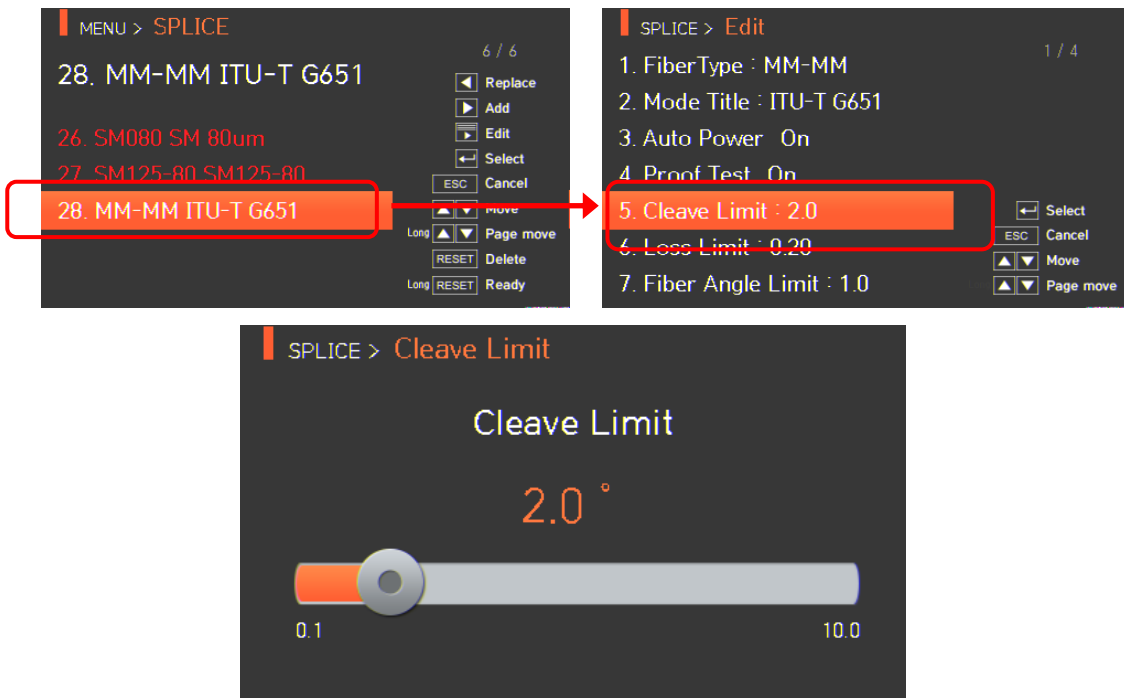 MENU > SPLICE
6 / 6
28. MM-MM ITU-T G651
Replace
Add
26. SM080 SM 80um
Edit
27. SM125-80 SM125-80
Select
ESC Cancel
28. MM-MM ITU-T G651
Move
Long Page move
RESET Delete
Long RESET Ready
SPLICE > Edit
1 / 4
1. FiberType : MM-MM
2. Mode Title : ITU-T G651
3. Auto Power On
4. Proof Test On
5. Cleave Limit : 2.0
Select
ESC Cancel
6. Loss Limit : 0.20
Move
7. Fiber Angle Limit : 1.0
Page move
SPLICE > Cleave Limit
Cleave Limit
2.0 °
0.1 10.0